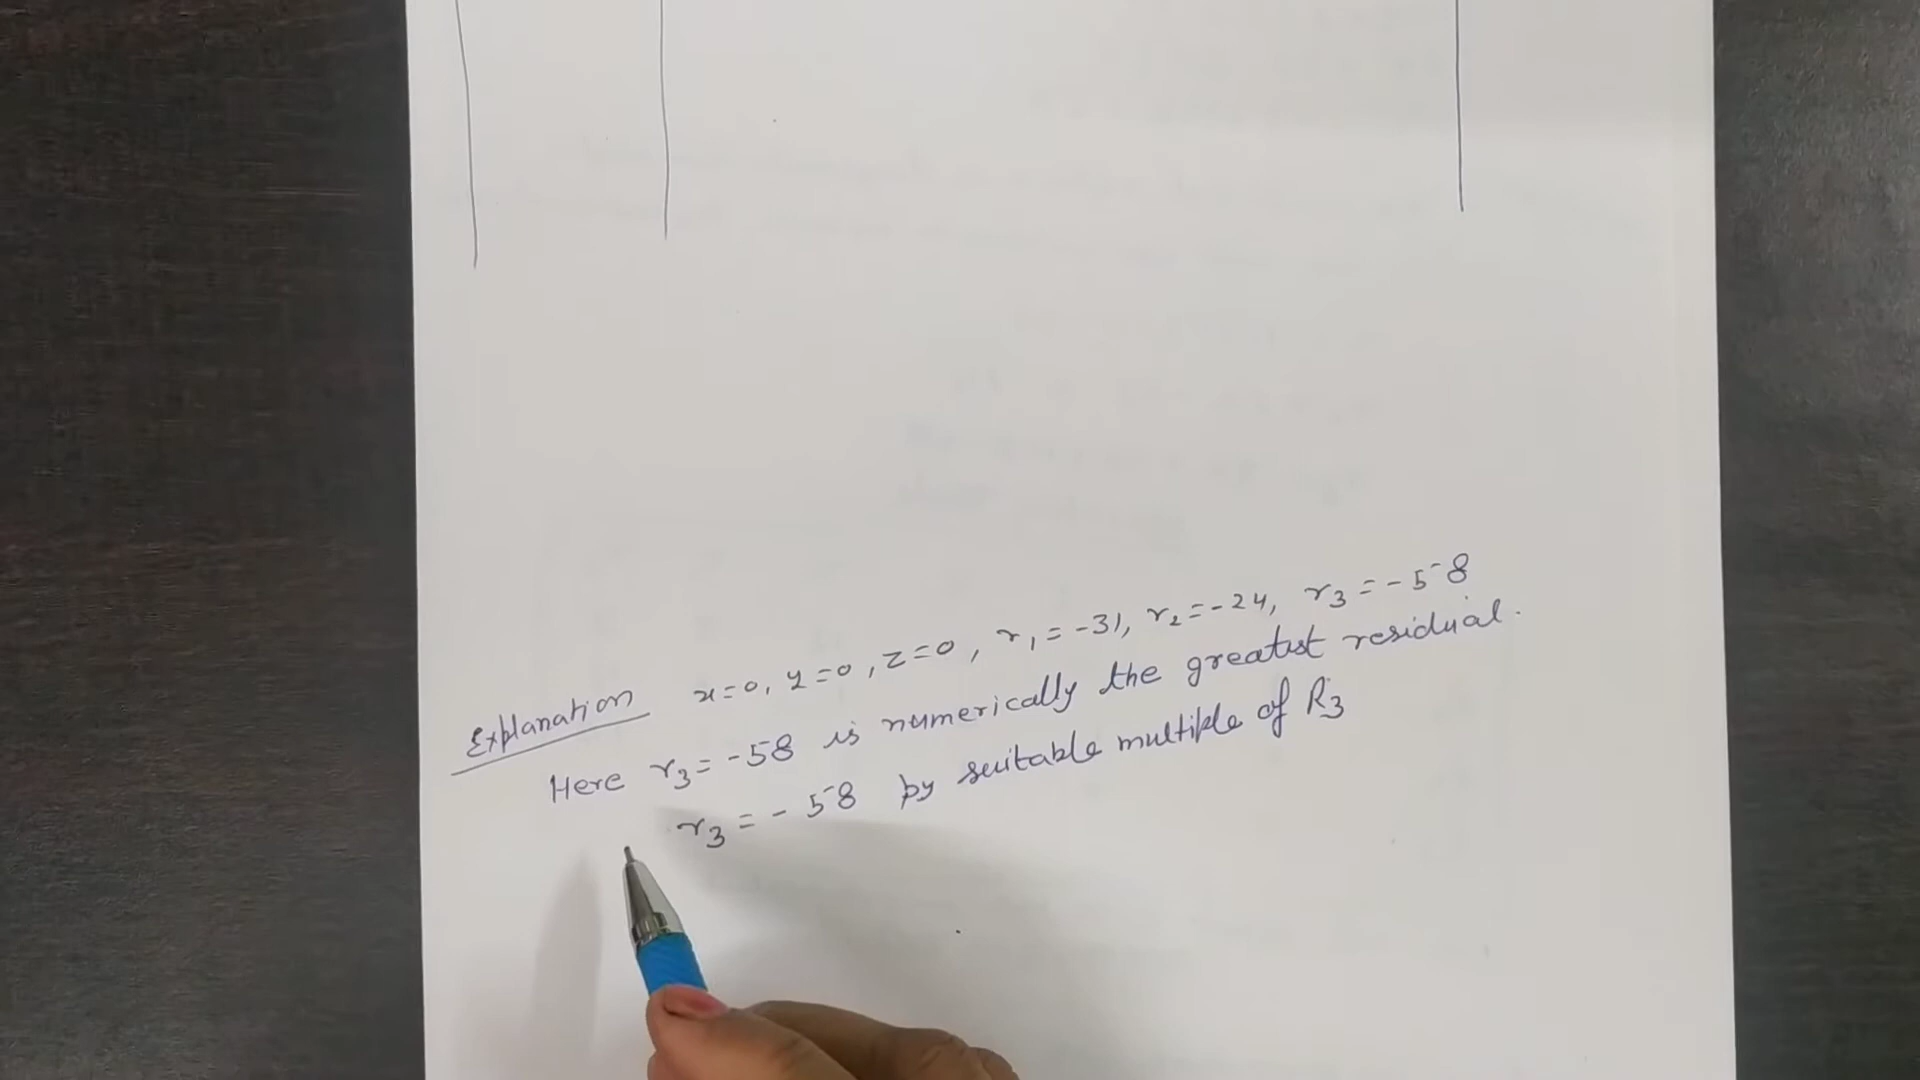 Explanation x=0, y=0, z=0, r₁=-31, r₂=-24, r₃=-58
Here r₃=-58 is numerically the greatest residual.
r₃=-58 by suitable multiple of R₃